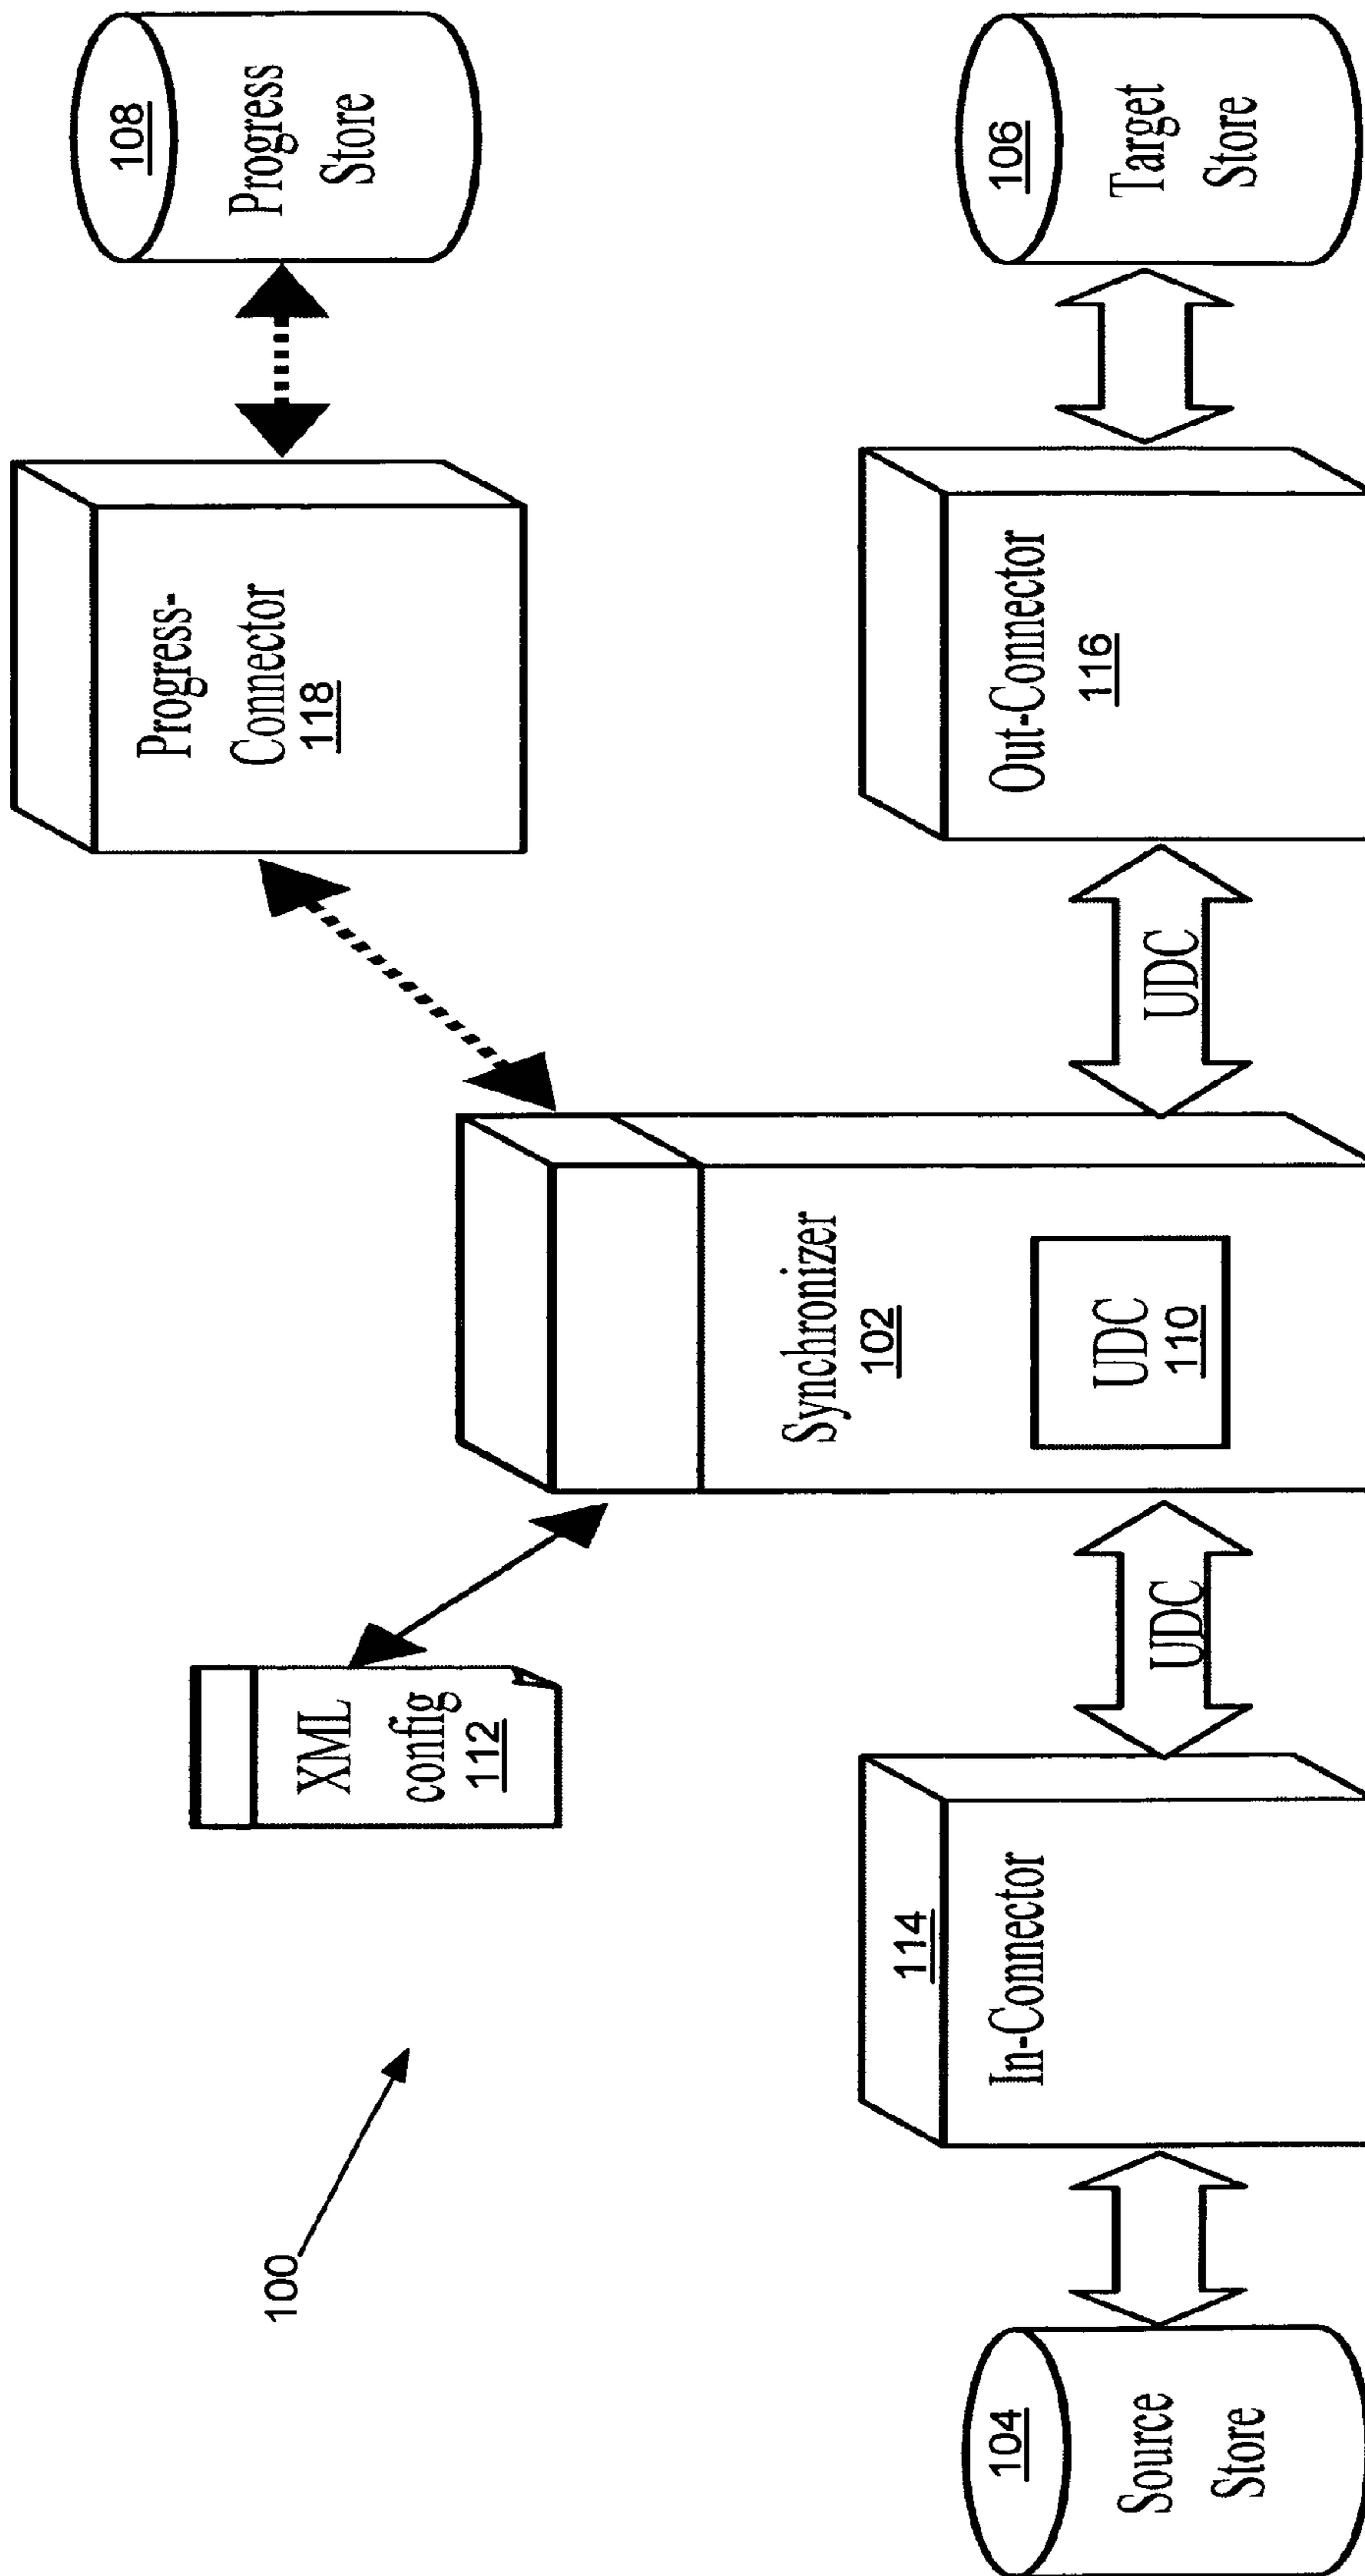 108
Progress
Store
Progress-
Connector
118
XML
config
112
100
Synchronizer
102
UDC
110
104
Source
Store
114
In-Connector
UDC
UDC
Out-Connector
116
106
Target
Store